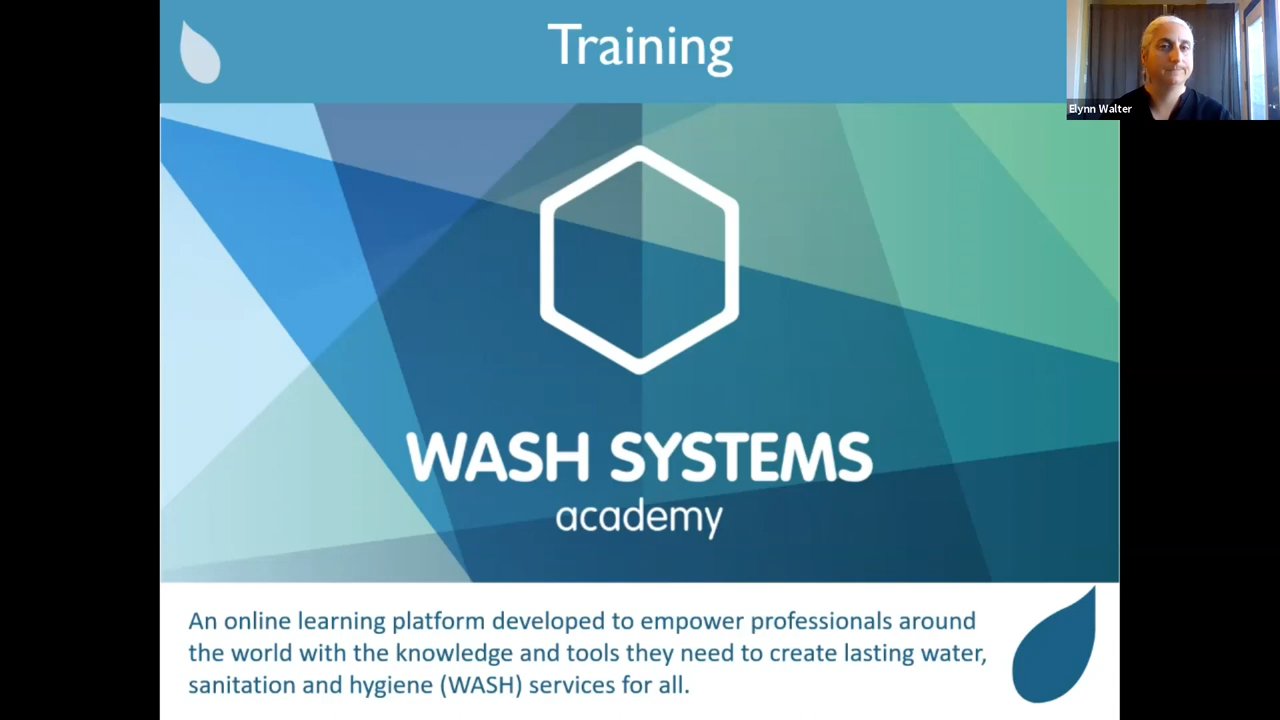 Training
Elynn Walter
WASH SYSTEMS
academy
An online learning platform developed to empower professionals around
the world with the knowledge and tools they need to create lasting water,
sanitation and hygiene (WASH) services for all.